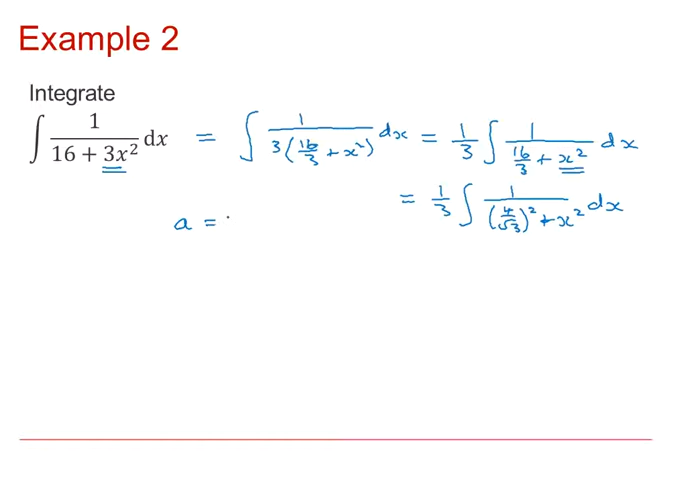 Example 2
Integrate
∫ 1/(16 + 3x²) dx = ∫ 1/(3(16/3 + x²)) dx = 1/3 ∫ 1/(16/3 + x²) dx
= 1/3 ∫ 1/((4/√3)² + x²) dx
a =